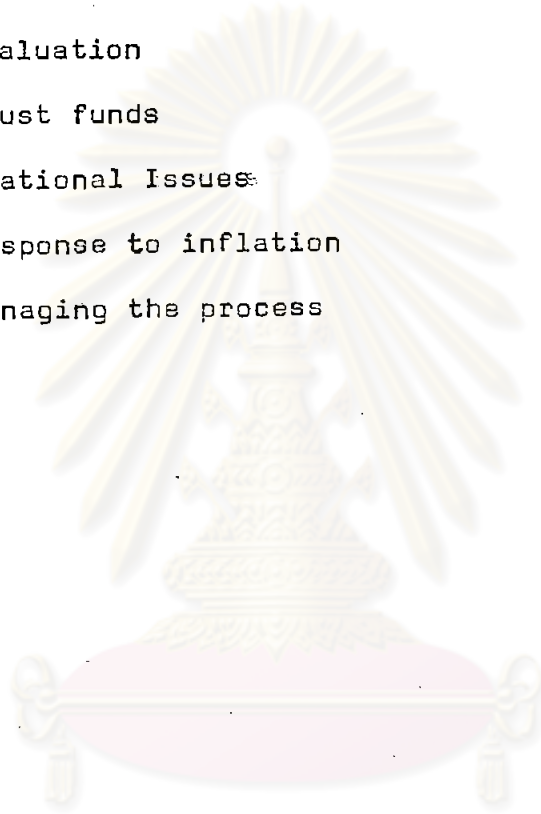 aluation
ust funds
ational Issues
sponse to inflation
naging the process